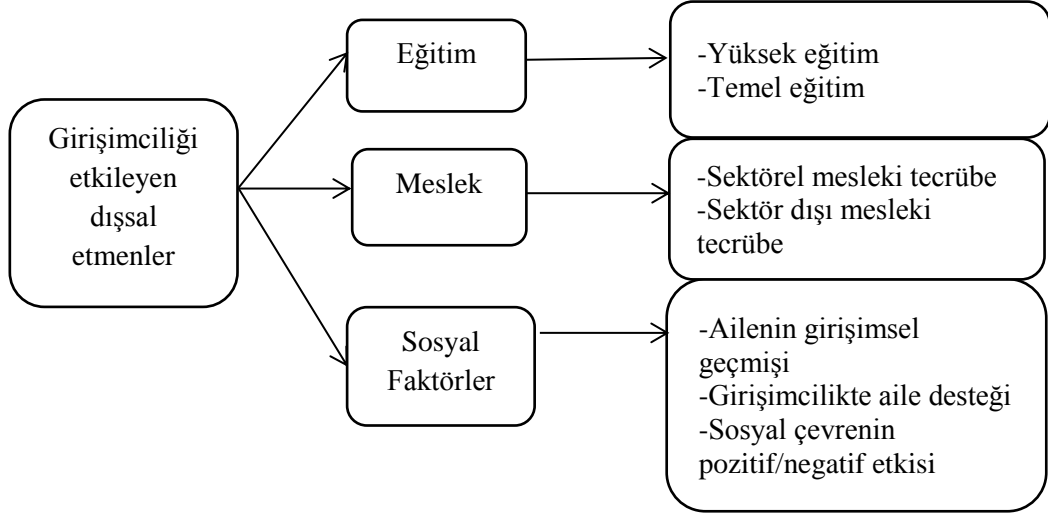 Girişimciliği
etkileyen
dışsal
etmenler
Eğitim
-Yüksek eğitim
-Temel eğitim
Meslek
-Sektörel mesleki tecrübe
-Sektör dışı mesleki
tecrübe
Sosyal
Faktörler
-Ailenin girişimsel
geçmişi
-Girişimcilikte aile desteği
-Sosyal çevrenin
pozitif/negatif etkisi